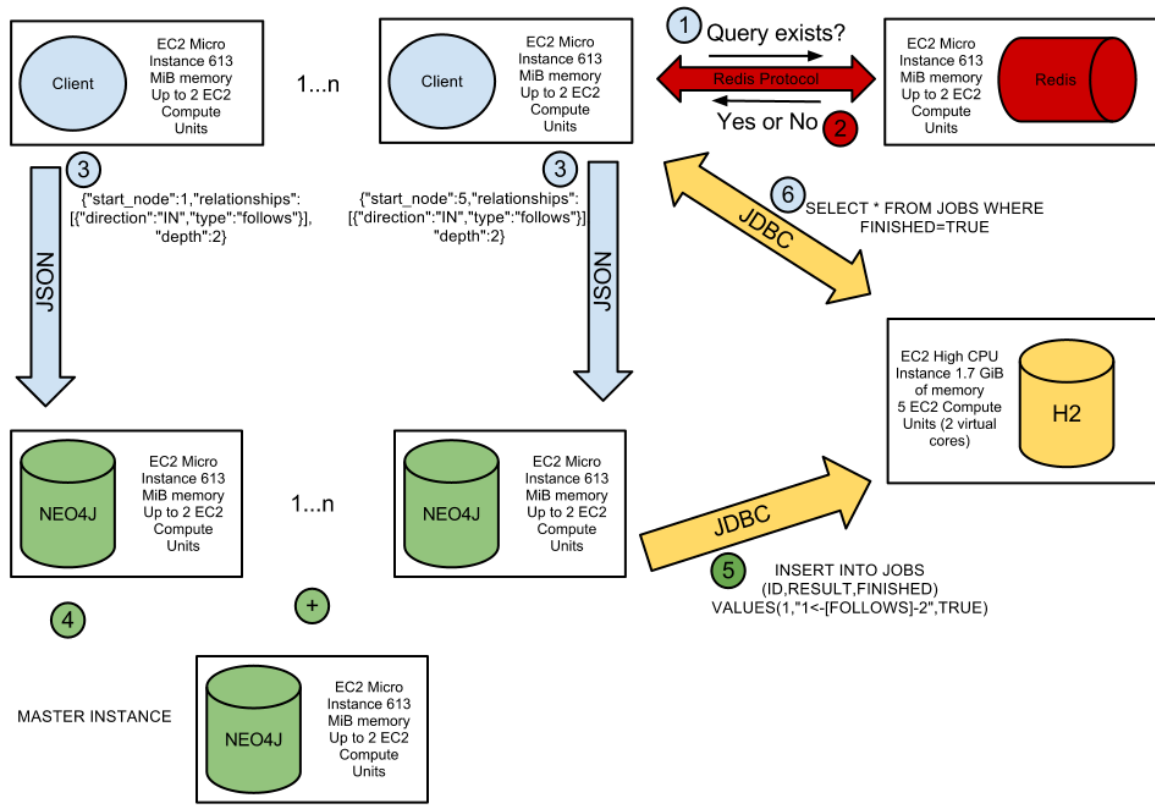 Client
EC2 Micro
Instance 613
MiB memory
Up to 2 EC2
Compute
Units
1...n
Client
EC2 Micro
Instance 613
MiB memory
Up to 2 EC2
Compute
Units
1
Query exists?
Redis Protocol
Yes or No
2
EC2 Micro
Instance 613
MiB memory
Up to 2 EC2
Compute
Units
Redis
3
{"start_node":1,"relationships":
[{"direction":"IN","type":"follows"}],
"depth":2}
JSON
3
{"start_node":5,"relationships":
[{"direction":"IN","type":"follows"}]
"depth":2}
JSON
JDBC
6
SELECT * FROM JOBS WHERE
FINISHED=TRUE
EC2 High CPU
Instance 1.7 GiB
of memory
5 EC2 Compute
Units (2 virtual
cores)
H2
NEO4J
EC2 Micro
Instance 613
MiB memory
Up to 2 EC2
Compute
Units
1...n
NEO4J
EC2 Micro
Instance 613
MiB memory
Up to 2 EC2
Compute
Units
JDBC
5
INSERT INTO JOBS
(ID,RESULT,FINISHED)
VALUES(1,"1<-[FOLLOWS]-2",TRUE)
4
+
MASTER INSTANCE
NEO4J
EC2 Micro
Instance 613
MiB memory
Up to 2 EC2
Compute
Units